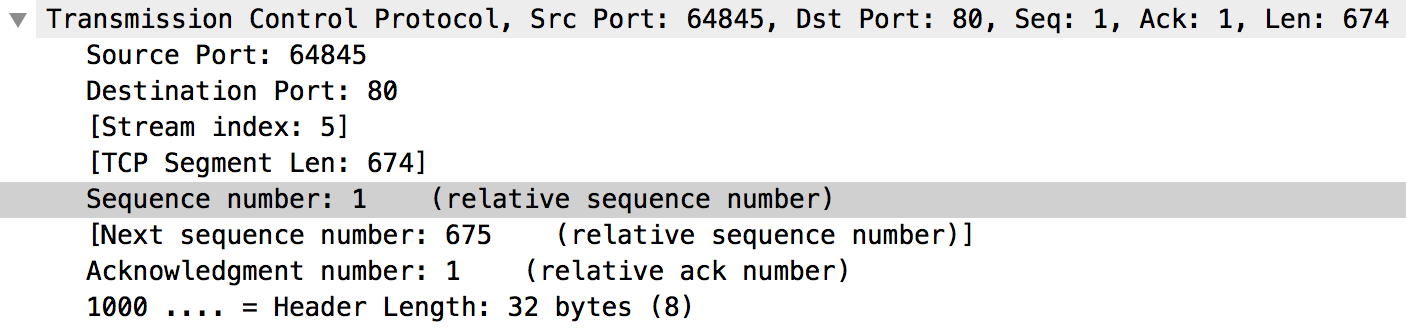 Transmission Control Protocol, Src Port: 64845, Dst Port: 80, Seq: 1, Ack: 1, Len: 674
Source Port: 64845
Destination Port: 80
[Stream index: 5]
[TCP Segment Len: 674]
Sequence number: 1    (relative sequence number)
[Next sequence number: 675    (relative sequence number)]
Acknowledgment number: 1    (relative ack number)
1000 .... = Header Length: 32 bytes (8)